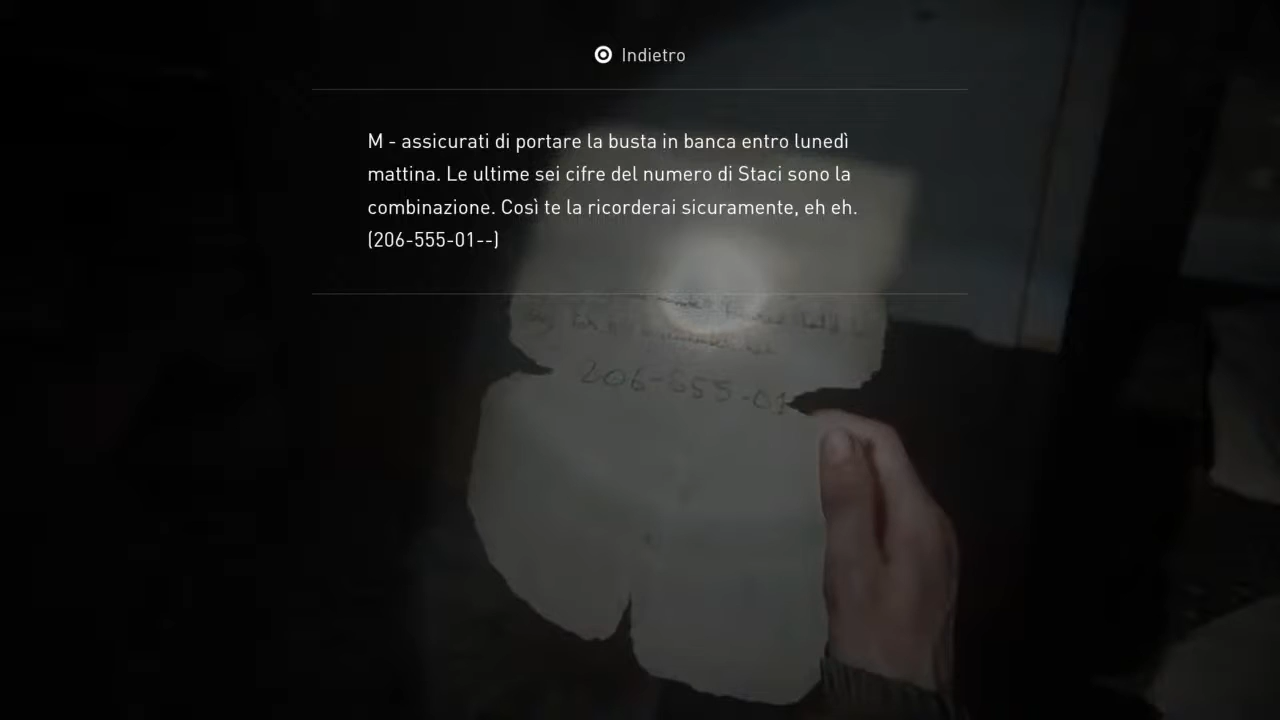 Indietro
M - assicurati di portare la busta in banca entro lunedì
mattina. Le ultime sei cifre del numero di Staci sono la
combinazione. Così te la ricorderai sicuramente, eh eh.
(206-555-01--)
206-555-01